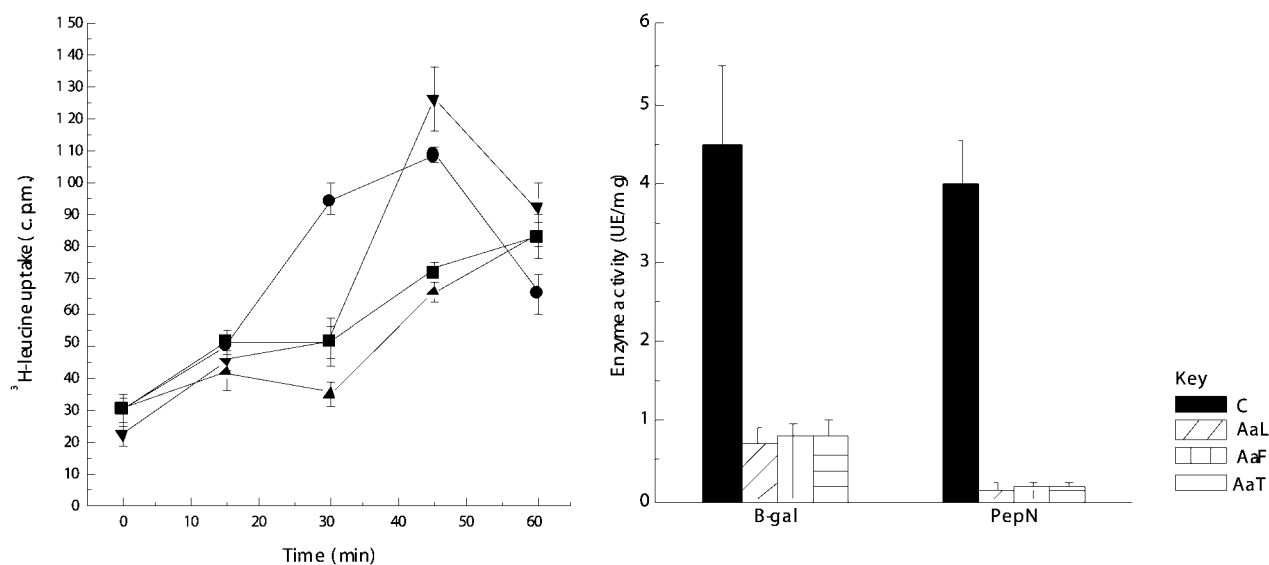 1 50
1 40
1 30
1 20
1 10
1 00
90
80
70
60
50
40
30
20
10
0
³H-leucine uptake ( c. p.m.)
0 10 20 30 40 50 60
Time (min)
6
5
4
3
2
1
0
Enzyme activity (UE/mg)
B-gal PepN
Key
C
AaL
AaF
AaT